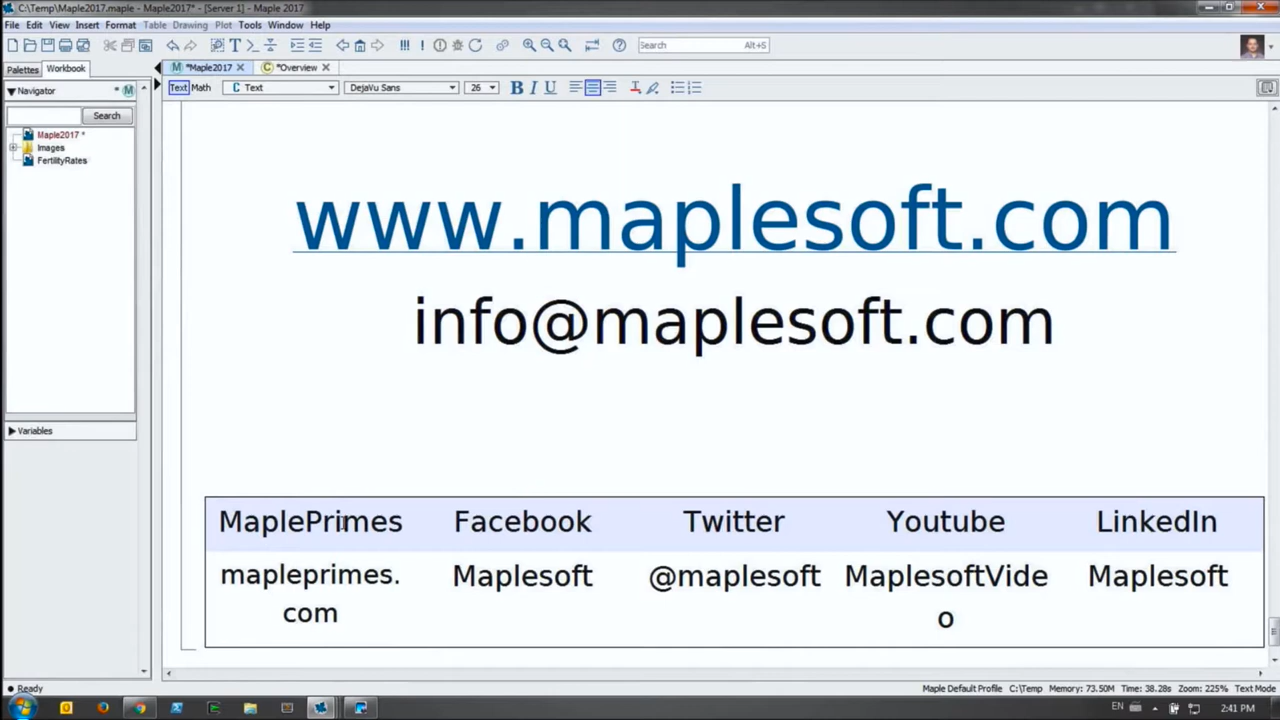 C:\Temp\Maple2017.maple - Maple2017* - [Server 1] - Maple 2017
File Edit View Insert Format Table Drawing Plot Tools Window Help
Search Alt+S
Palettes Workbook *Maple2017 *Overview
Navigator * Text Math C Text DejaVu Sans 26 B I U
Search
Maple2017 *
Images
FertilityRates
Variables
www.maplesoft.com
info@maplesoft.com
MaplePrimes Facebook Twitter Youtube LinkedIn
mapleprimes. Maplesoft @maplesoft MaplesoftVide Maplesoft
com o
Ready Maple Default Profile C:\Temp Memory: 73.50M Time: 38.28s Zoom: 225% Text Mode
EN 2:41 PM